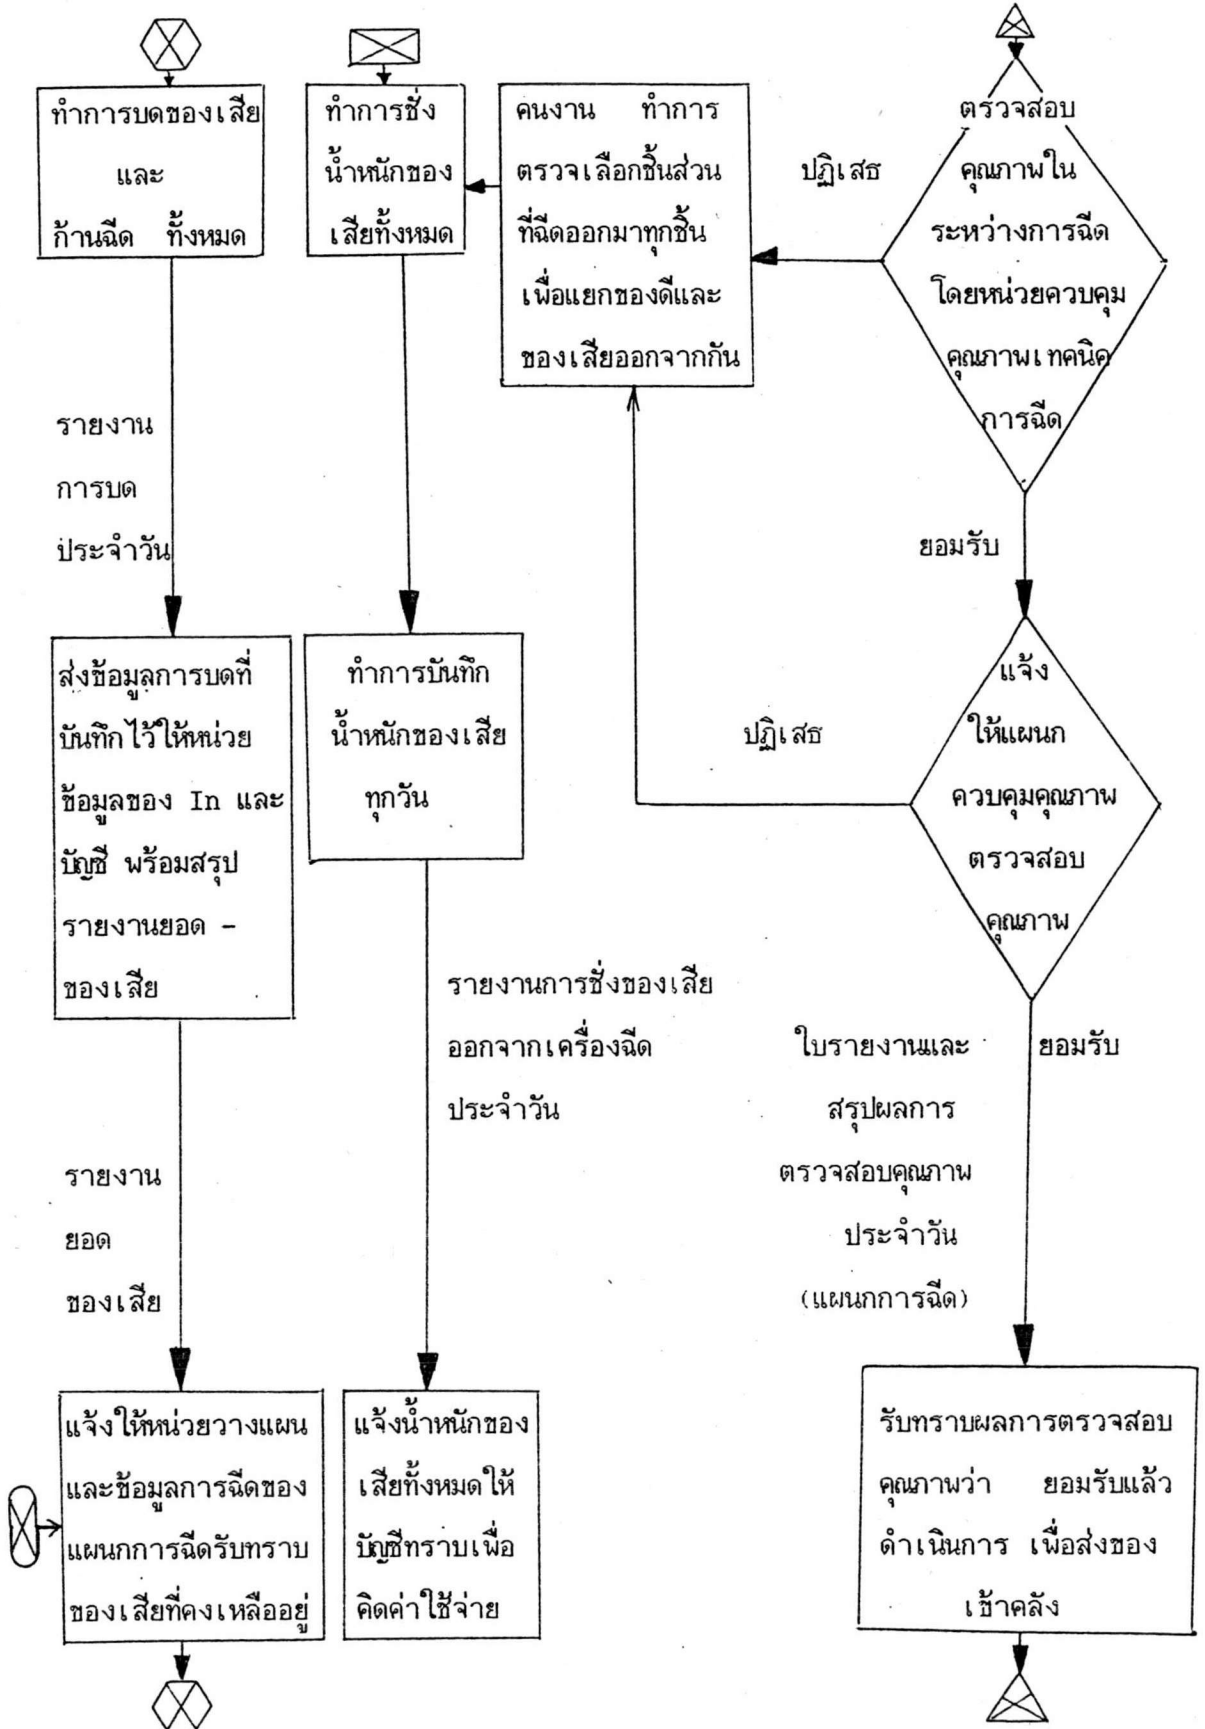 ทำการบดของเสีย
และ
ก้านฉีด ทั้งหมด
รายงาน
การบด
ประจำวัน
ส่งข้อมูลการบดที่
บันทึกไว้ให้หน่วย
ข้อมูลของ In และ
บัญชี พร้อมสรุป
รายงานยอด -
ของเสีย
รายงาน
ยอด
ของเสีย
แจ้งให้หน่วยวางแผน
และข้อมูลการฉีดของ
แผนกการฉีดรับทราบ
ของเสียที่คงเหลืออยู่
ทำการชั่ง
น้ำหนักของ
เสียทั้งหมด
ทำการบันทึก
น้ำหนักของเสีย
ทุกวัน
รายงานการชั่งของเสีย
ออกจากเครื่องฉีด
ประจำวัน
แจ้งน้ำหนักของ
เสียทั้งหมดให้
บัญชีทราบเพื่อ
คิดค่าใช้จ่าย
คนงาน ทำการ
ตรวจเลือกชิ้นส่วน
ที่ฉีดออกมาทุกชิ้น
เพื่อแยกของดีและ
ของเสียออกจากกัน
ปฏิเสธ
ตรวจสอบ
คุณภาพใน
ระหว่างการฉีด
โดยหน่วยควบคุม
คุณภาพเทคนิค
การฉีด
ยอมรับ
ปฏิเสธ
แจ้ง
ให้แผนก
ควบคุมคุณภาพ
ตรวจสอบ
คุณภาพ
ใบรายงานและ
สรุปผลการ
ตรวจสอบคุณภาพ
ประจำวัน
(แผนกการฉีด)
ยอมรับ
รับทราบผลการตรวจสอบ
คุณภาพว่า ยอมรับแล้ว
ดำเนินการ เพื่อส่งของ
เข้าคลัง